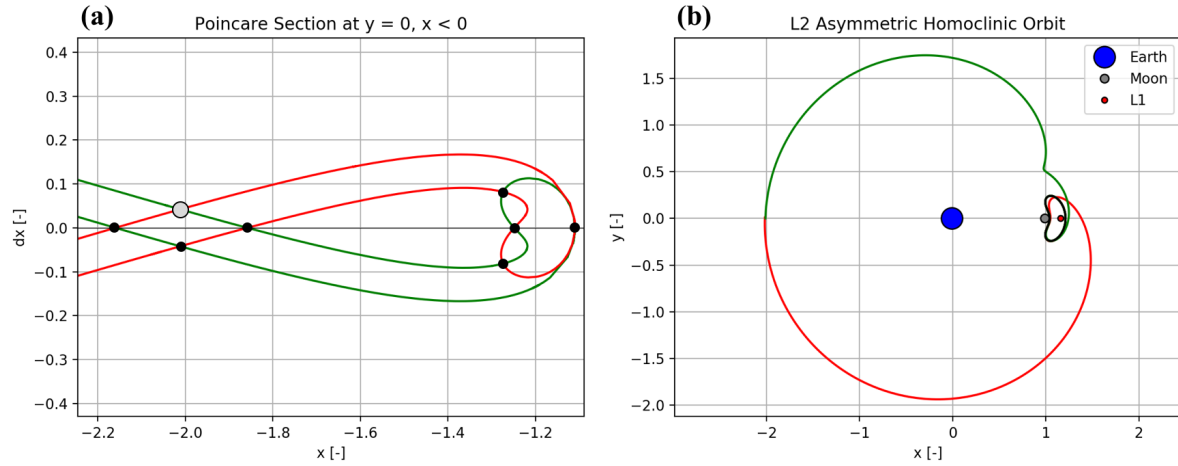 (a)
Poincare Section at y = 0, x < 0
0.4
0.3
0.2
0.1
0.0
−0.1
−0.2
−0.3
−0.4
dx [-]
−2.2
−2.0
−1.8
−1.6
−1.4
−1.2
x [-]
(b)
L2 Asymmetric Homoclinic Orbit
Earth
Moon
L1
1.5
1.0
0.5
0.0
−0.5
−1.0
−1.5
−2.0
y [-]
−2
−1
0
1
2
x [-]